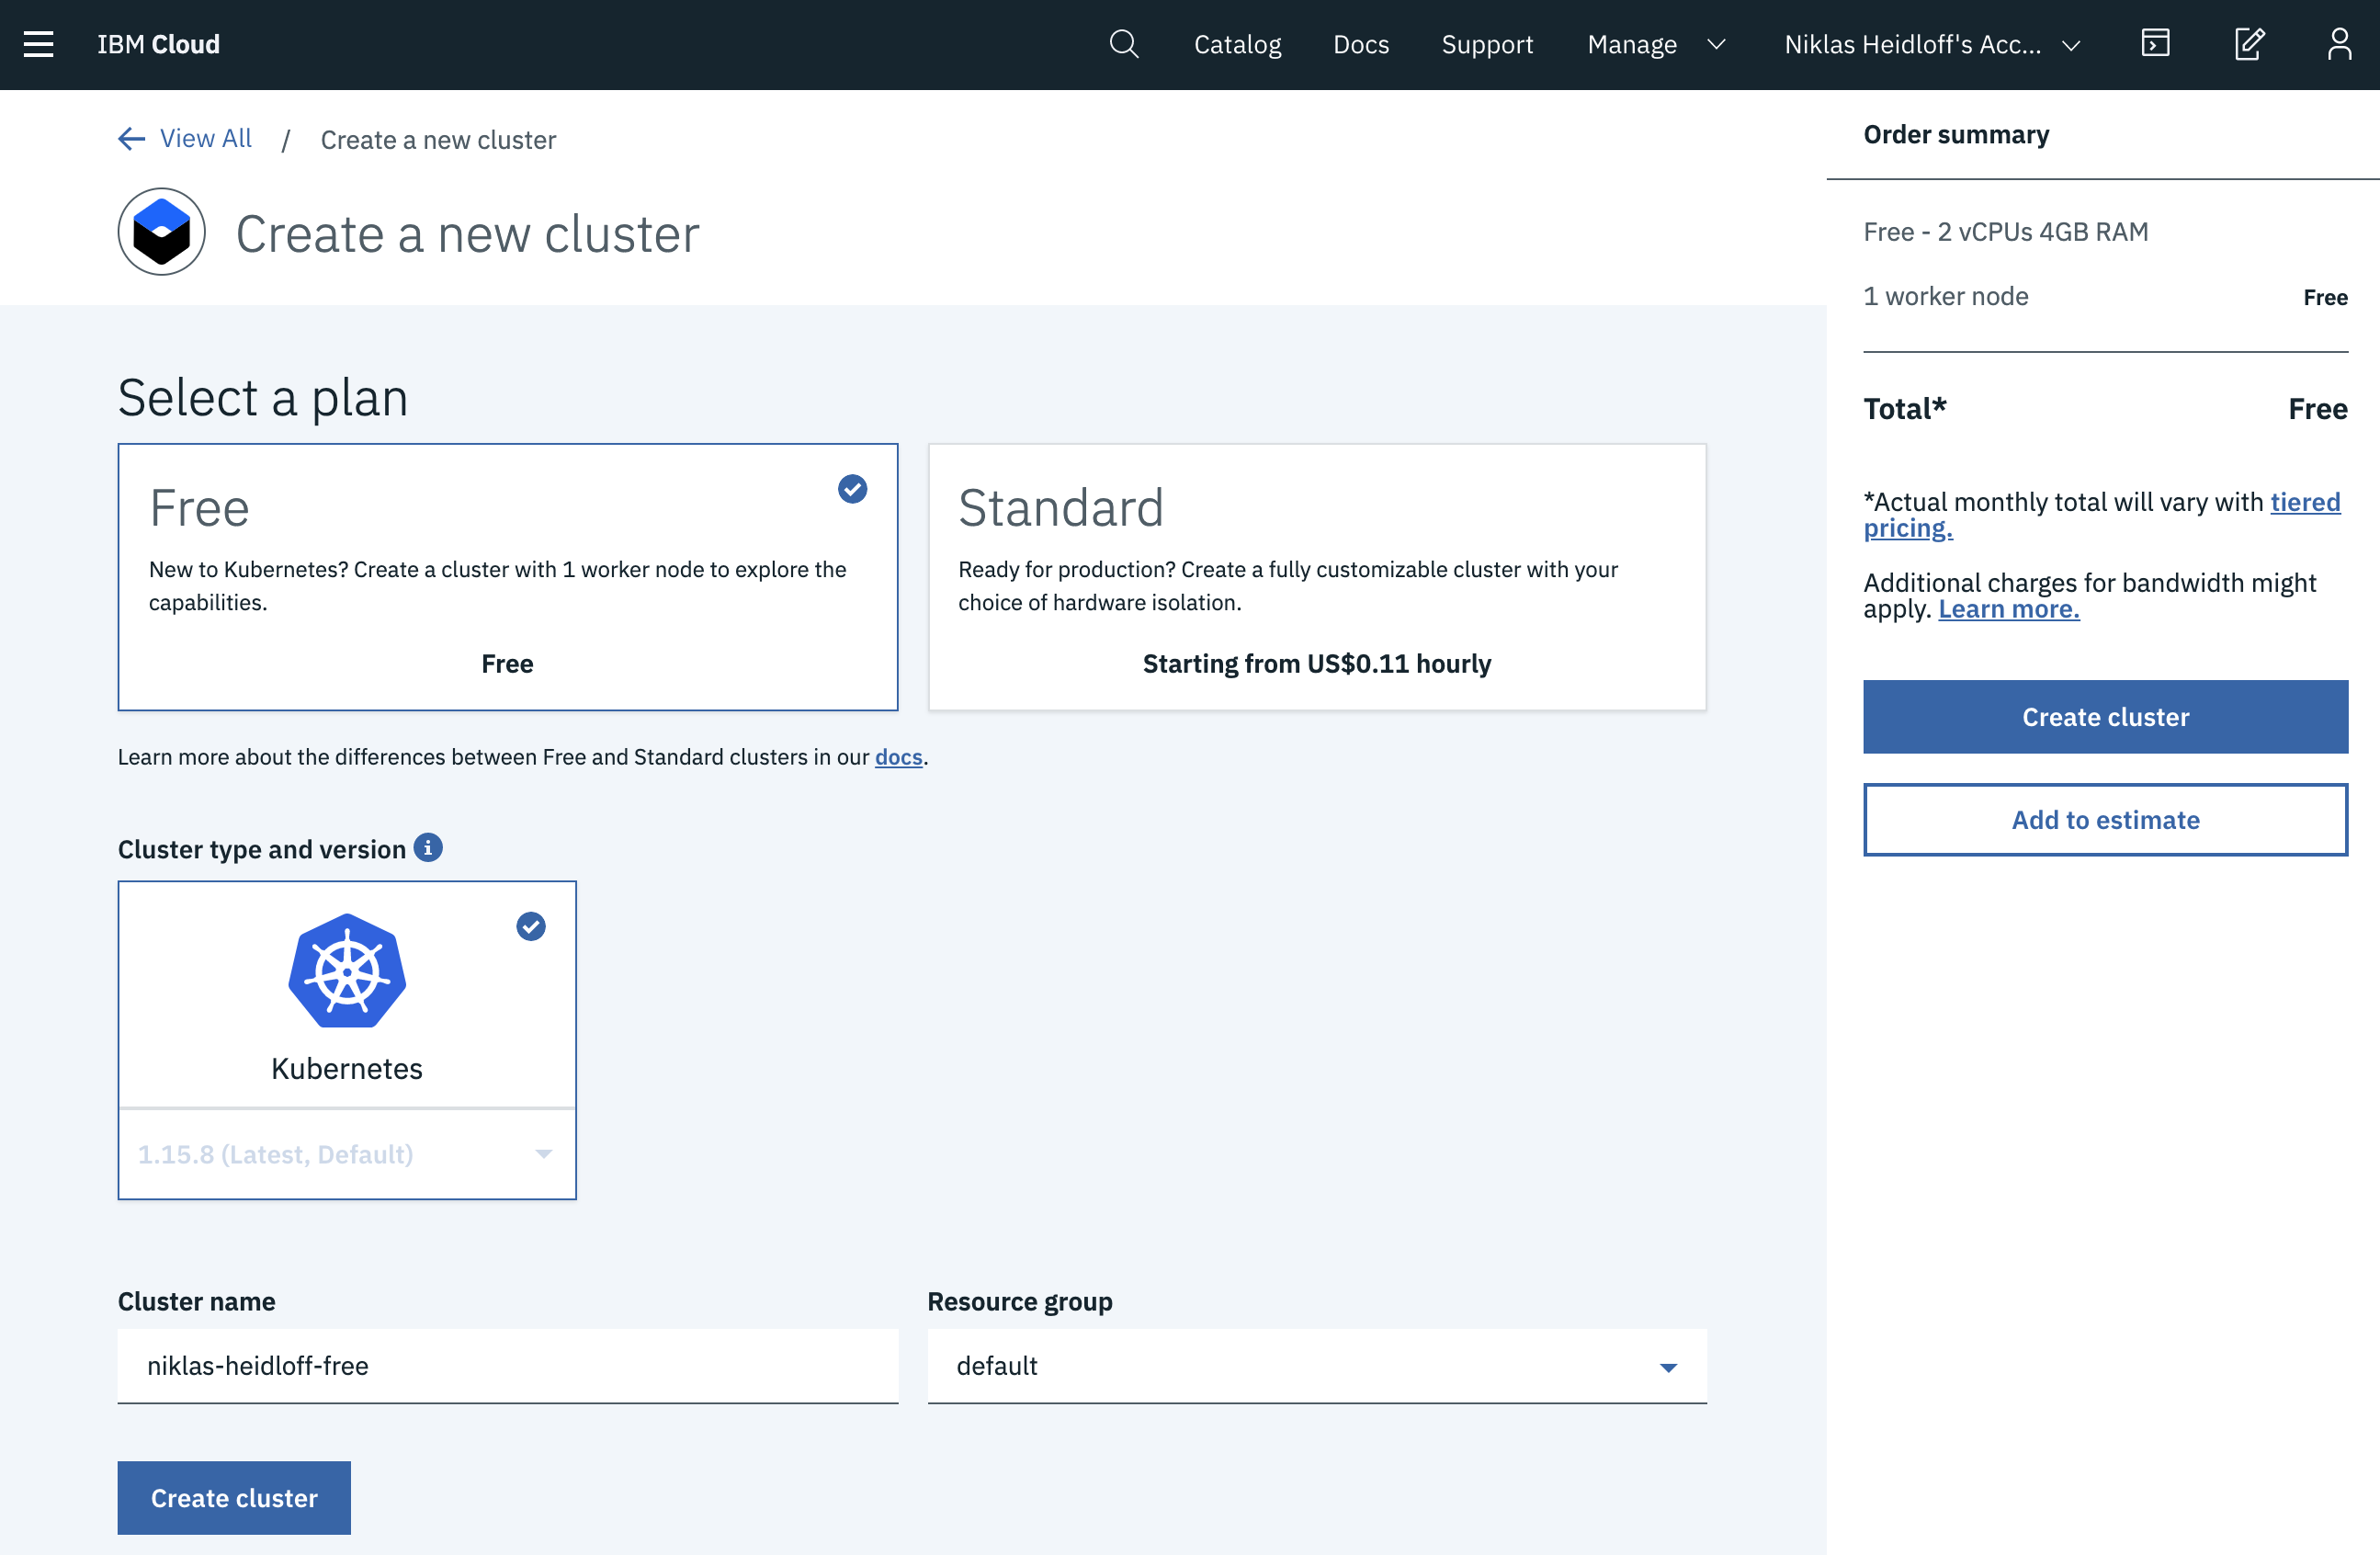 IBM Cloud
Catalog
Docs
Support
Manage
Niklas Heidloff's Acc...
View All / Create a new cluster
Create a new cluster
Select a plan
Free
New to Kubernetes? Create a cluster with 1 worker node to explore the
capabilities.
Free
Standard
Ready for production? Create a fully customizable cluster with your
choice of hardware isolation.
Starting from US$0.11 hourly
Learn more about the differences between Free and Standard clusters in our docs.
Cluster type and version
Kubernetes
1.15.8 (Latest, Default)
Cluster name
niklas-heidloff-free
Resource group
default
Create cluster
Order summary
Free - 2 vCPUs 4GB RAM
1 worker node Free
Total* Free
*Actual monthly total will vary with tiered
pricing.
Additional charges for bandwidth might
apply. Learn more.
Create cluster
Add to estimate